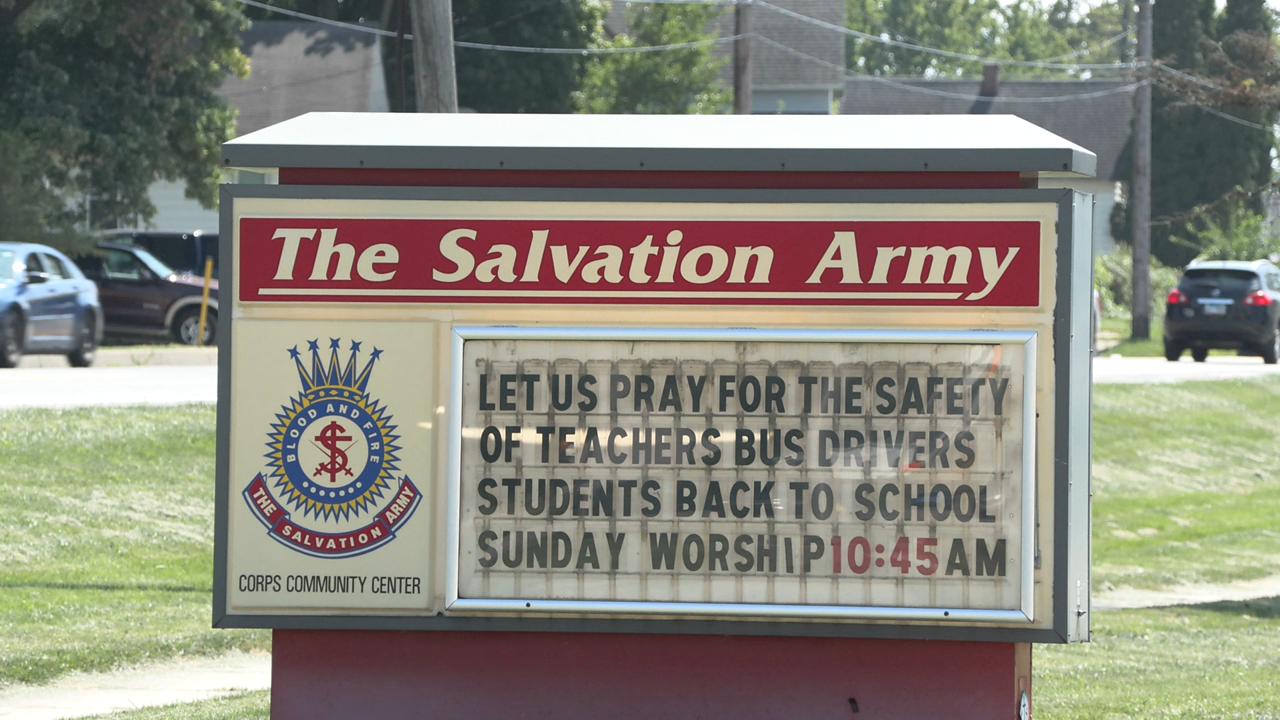 The Salvation Army
BLOOD AND FIRE
S
THE SALVATION ARMY
CORPS COMMUNITY CENTER
LET US PRAY FOR THE SAFETY
OF TEACHERS BUS DRIVERS
STUDENTS BACK TO SCHOOL
SUNDAY WORSHIP 10:45 AM